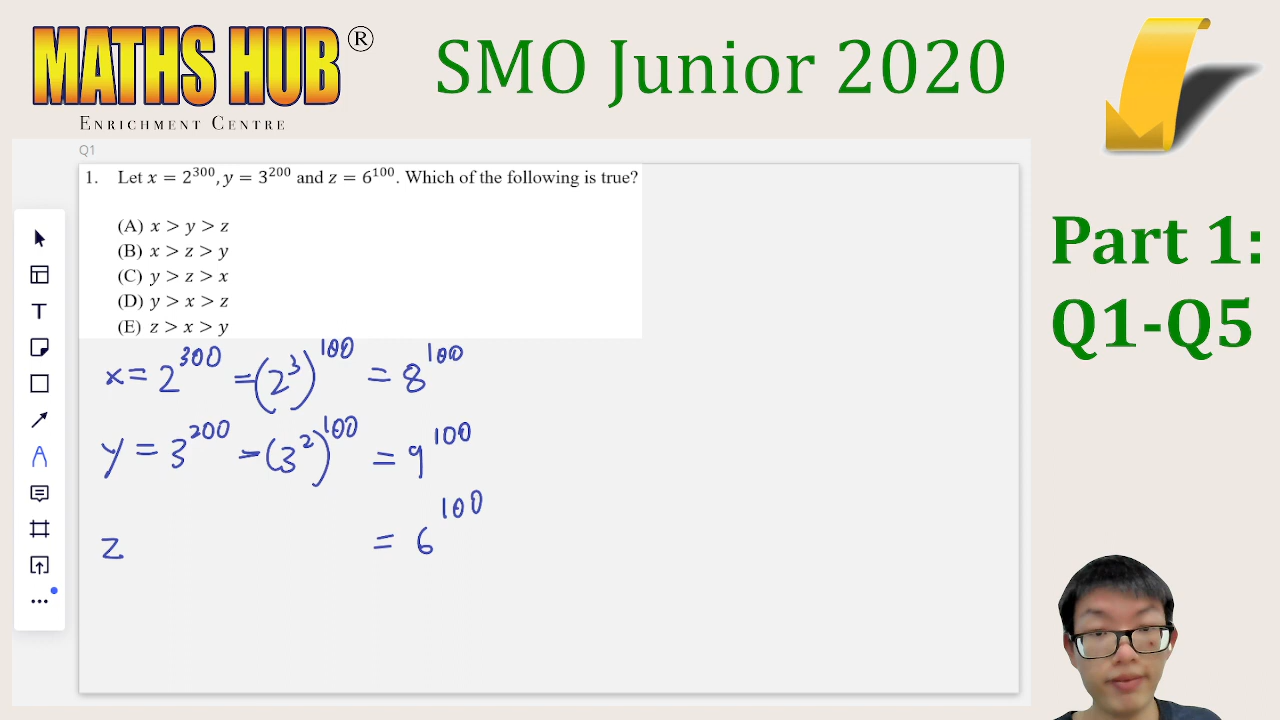 MATHS HUB®
ENRICHMENT CENTRE
SMO Junior 2020
Part 1:
Q1-Q5
Q1
1. Let x = 2^300, y = 3^200 and z = 6^100. Which of the following is true?
(A) x > y > z
(B) x > z > y
(C) y > z > x
(D) y > x > z
(E) z > x > y
x = 2^300 = (2^3)^100 = 8^100
y = 3^200 = (3^2)^100 = 9^100
z = 6^100